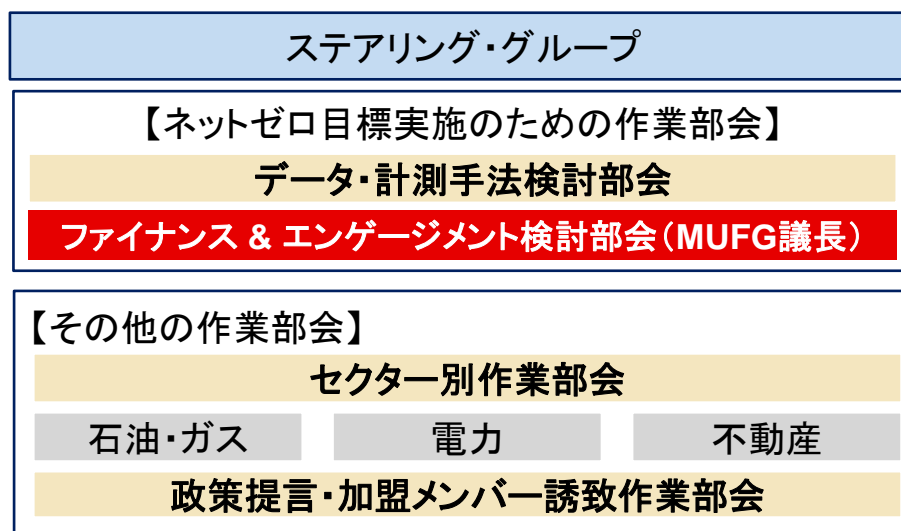 ステアリング・グループ
【ネットゼロ目標実施のための作業部会】
データ・計測手法検討部会
ファイナンス & エンゲージメント検討部会（MUFG議長）
【その他の作業部会】
セクター別作業部会
石油・ガス 電力 不動産
政策提言・加盟メンバー誘致作業部会